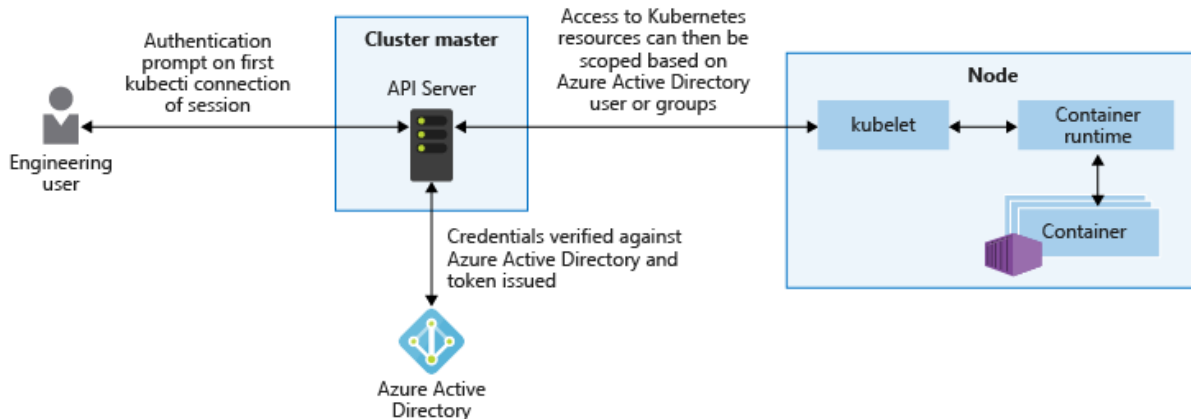 Authentication
prompt on first
kubecti connection
of session
Engineering
user
Cluster master
API Server
Credentials verified against
Azure Active Directory and
token issued
Azure Active
Directory
Access to Kubernetes
resources can then be
scoped based on
Azure Active Directory
user or groups
Node
kubelet
Container
runtime
Container